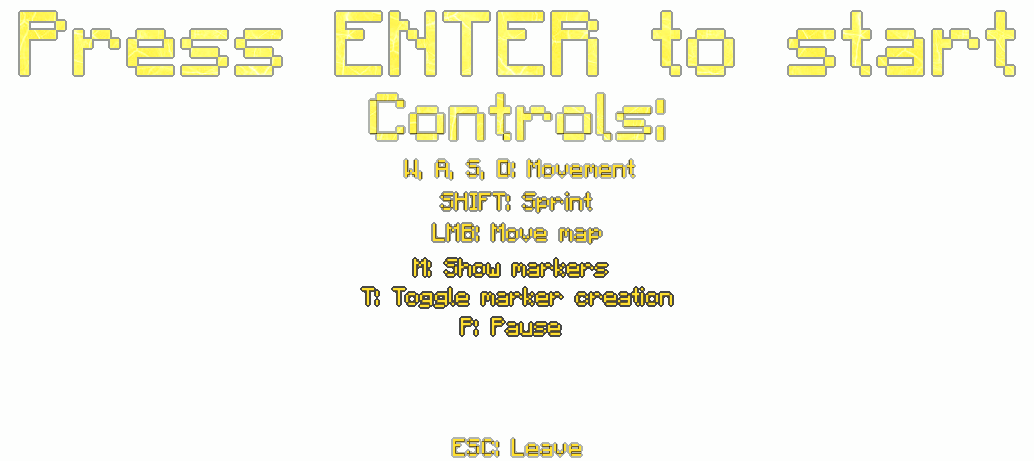 Press ENTER to start
Controls:
W, A, S, D: Movement
SHIFT: Sprint
LMB: Move map
M: Show markers
T: Toggle marker creation
P: Pause
ESC: Leave